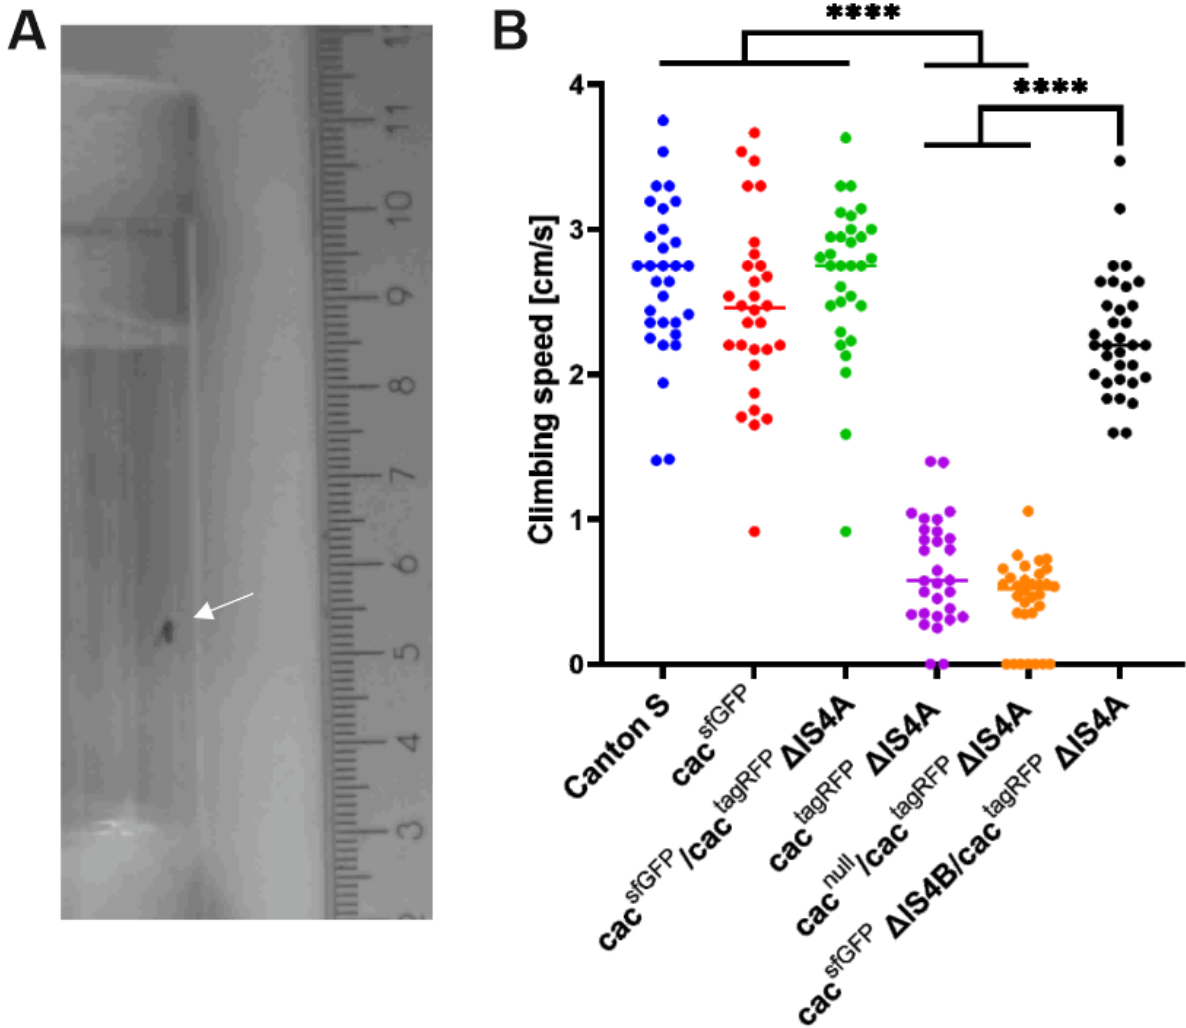 A
11
10
9
8
7
6
5
4
3
B
****
****
Climbing speed [cm/s]
4
3
2
1
0
Canton S
cac sfGFP
cac sfGFP/cac tagRFP ΔIS4A
cac tagRFP ΔIS4A
cac null/cac tagRFP ΔIS4A
cac sfGFP ΔIS4B/cac tagRFP ΔIS4A